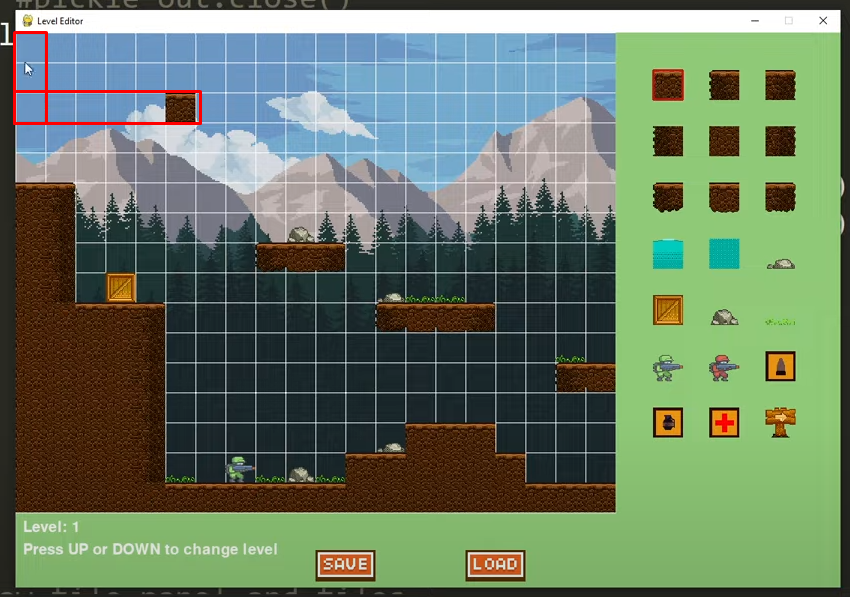 #pickle_out.close()
Level Editor
Level: 1
Press UP or DOWN to change level
SAVE
LOAD